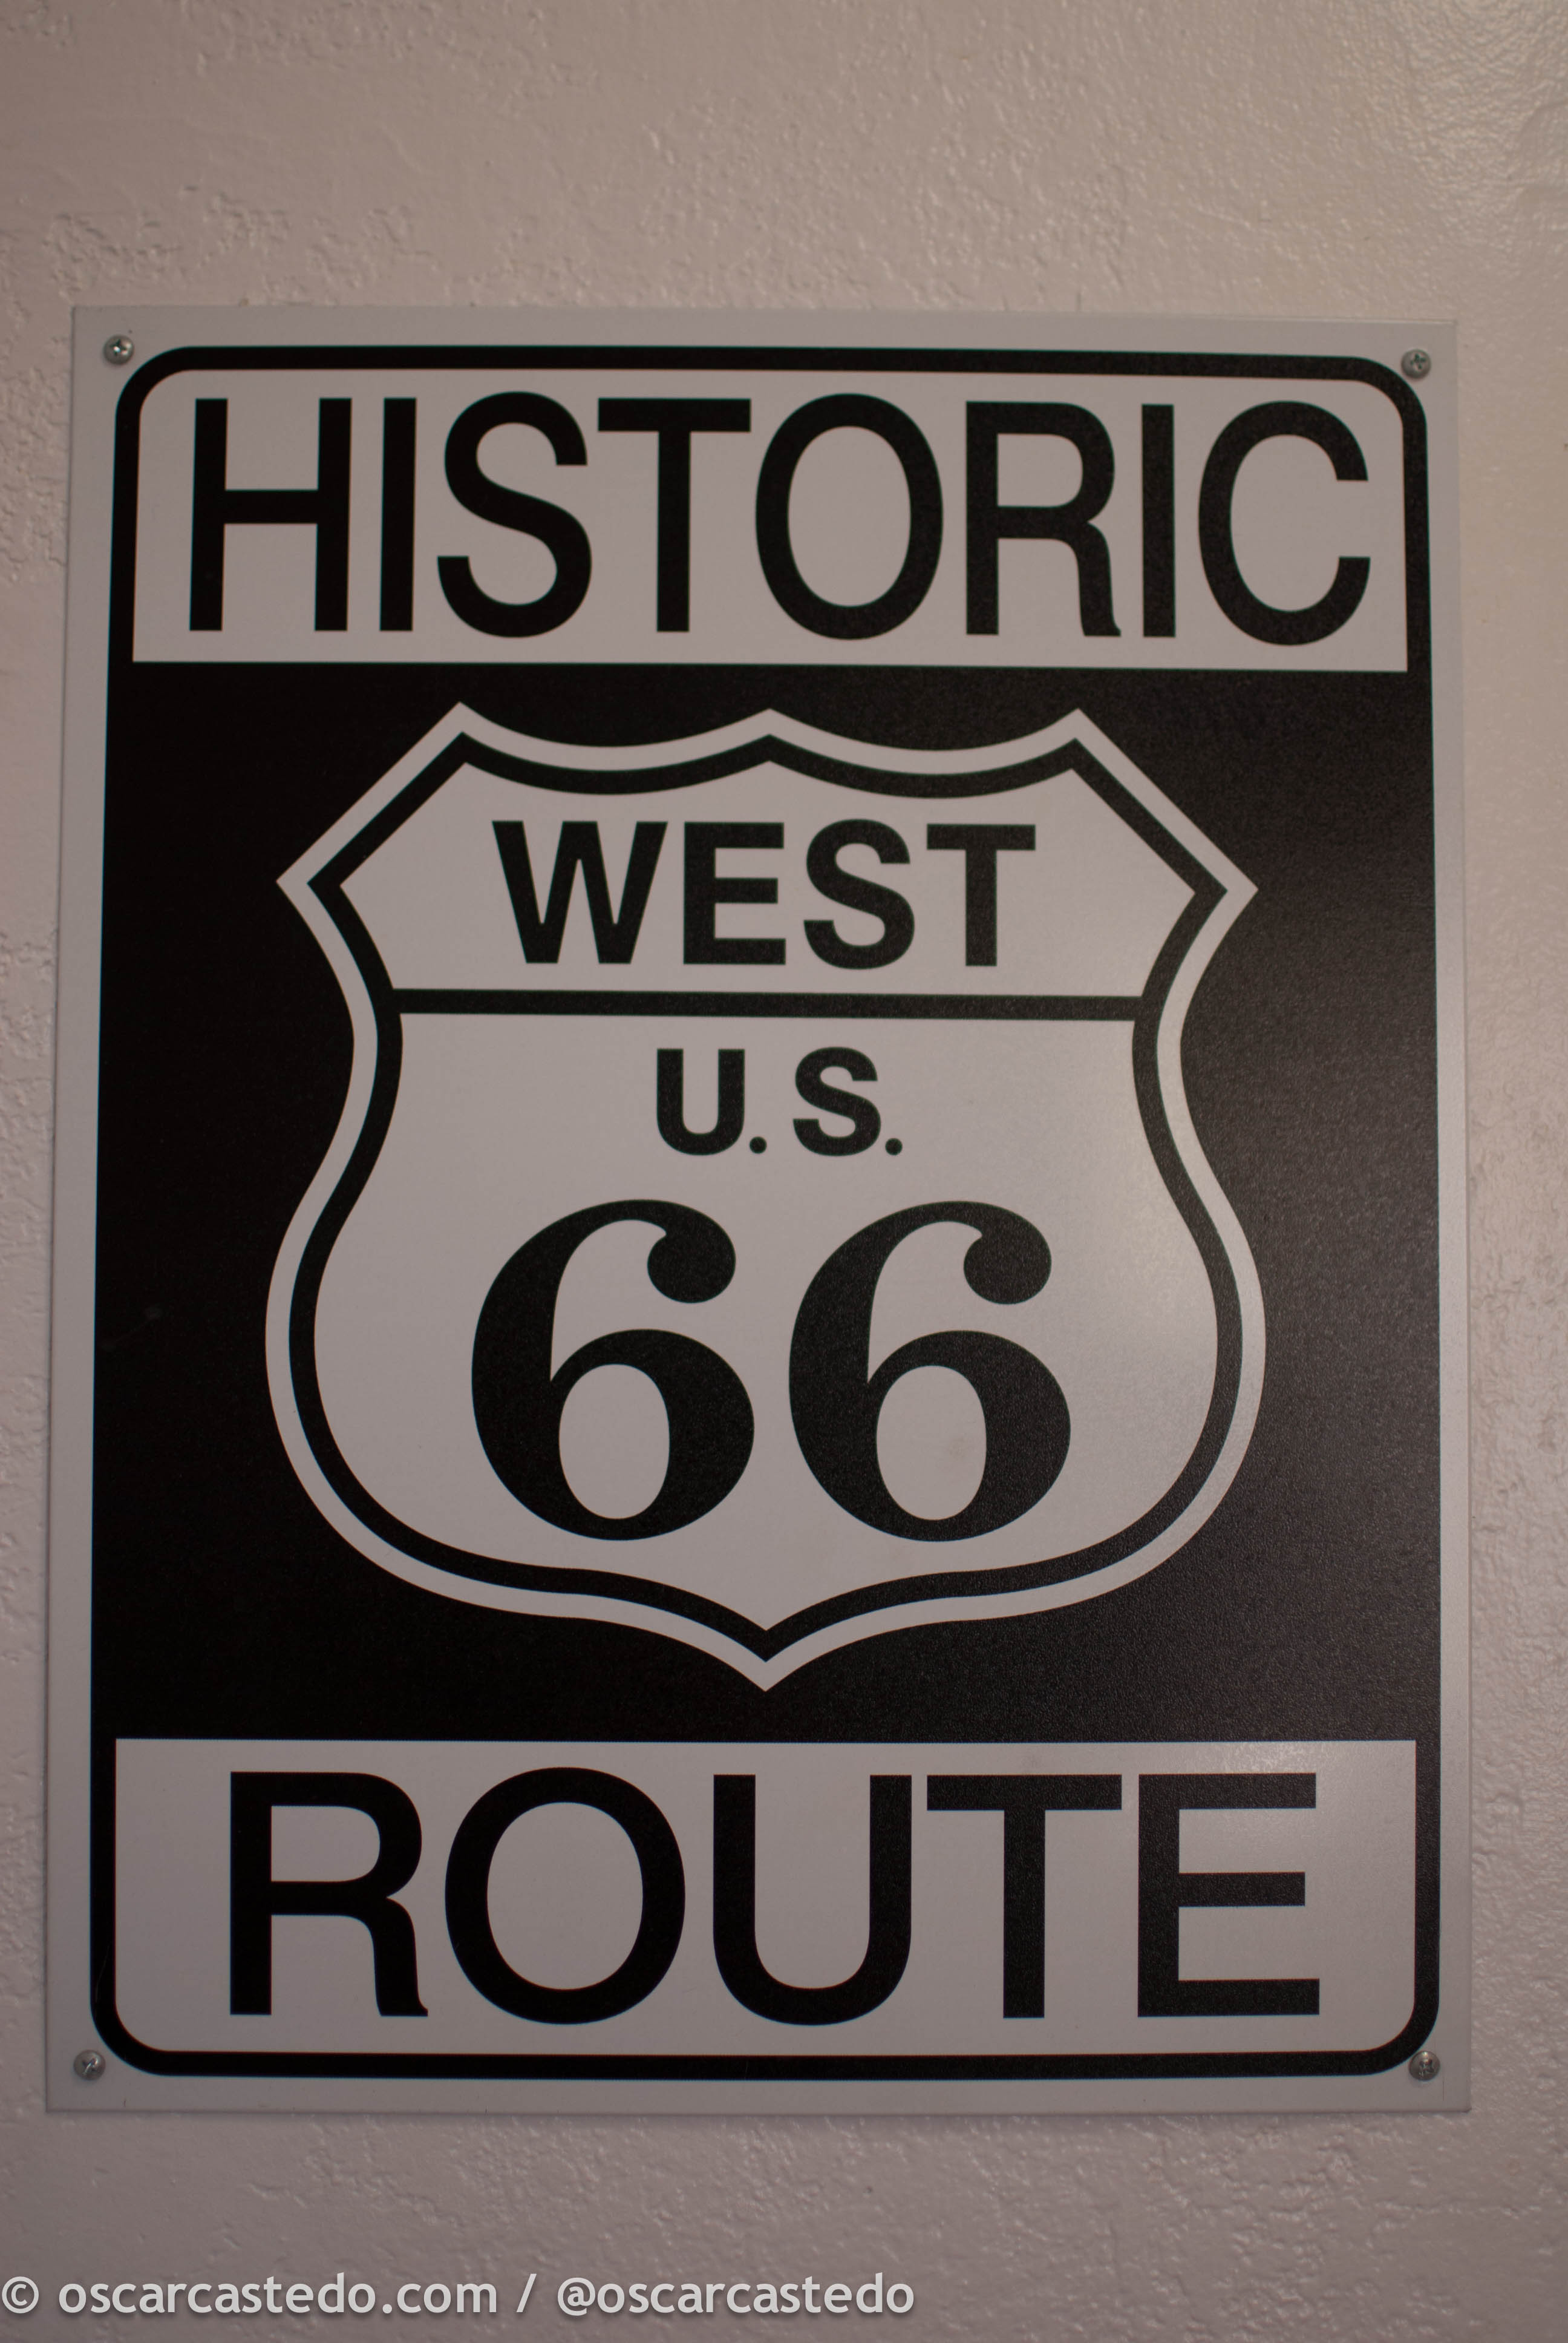 HISTORIC
WEST
U.S.
66
ROUTE
© oscarcastedo.com / @oscarcastedo